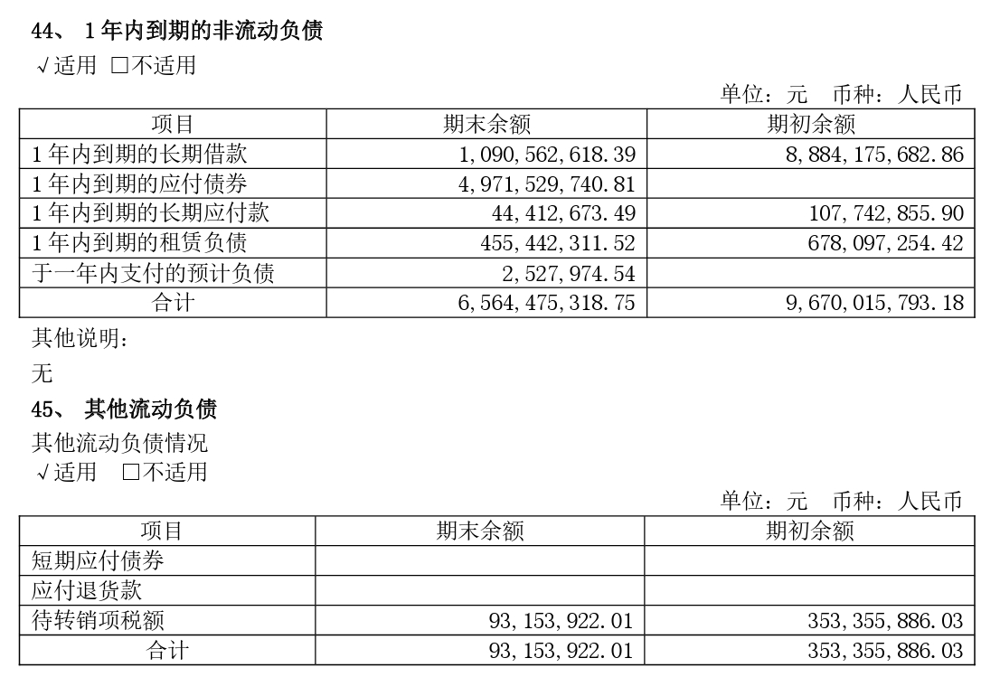 44、 1年内到期的非流动负债
√适用 □不适用
单位：元 币种：人民币
项目 期末余额 期初余额
1年内到期的长期借款 1,090,562,618.39 8,884,175,682.86
1年内到期的应付债券 4,971,529,740.81
1年内到期的长期应付款 44,412,673.49 107,742,855.90
1年内到期的租赁负债 455,442,311.52 678,097,254.42
于一年内支付的预计负债 2,527,974.54
合计 6,564,475,318.75 9,670,015,793.18
其他说明：
无
45、 其他流动负债
其他流动负债情况
√适用 □不适用
单位：元 币种：人民币
项目 期末余额 期初余额
短期应付债券
应付退货款
待转销项税额 93,153,922.01 353,355,886.03
合计 93,153,922.01 353,355,886.03